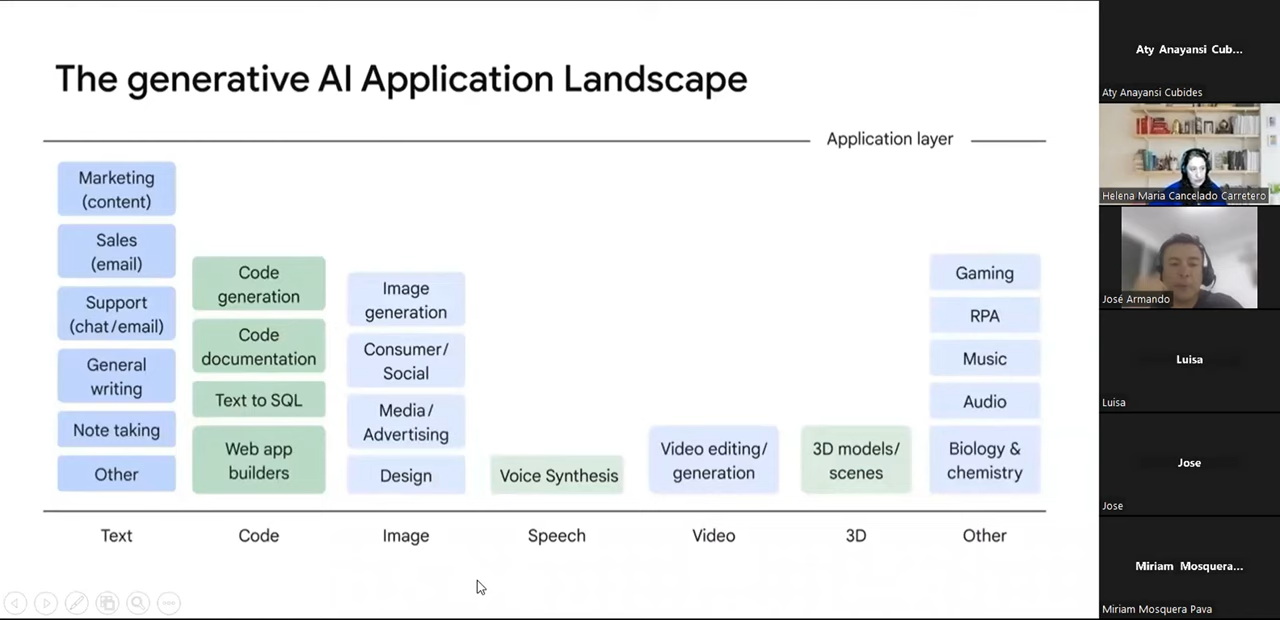 The generative AI Application Landscape
Application layer
Marketing
(content)
Sales
(email)
Support
(chat/email)
General
writing
Note taking
Other
Code
generation
Code
documentation
Text to SQL
Web app
builders
Image
generation
Consumer/
Social
Media/
Advertising
Design
Voice Synthesis
Video editing/
generation
3D models/
scenes
Gaming
RPA
Music
Audio
Biology &
chemistry
Text
Code
Image
Speech
Video
3D
Other
Aty Anayansi Cub...
Aty Anayansi Cubides
Helena Maria Cancelado Carretero
José Armando
Luisa
Luisa
Jose
Jose
Miriam Mosquera...
Miriam Mosquera Pava